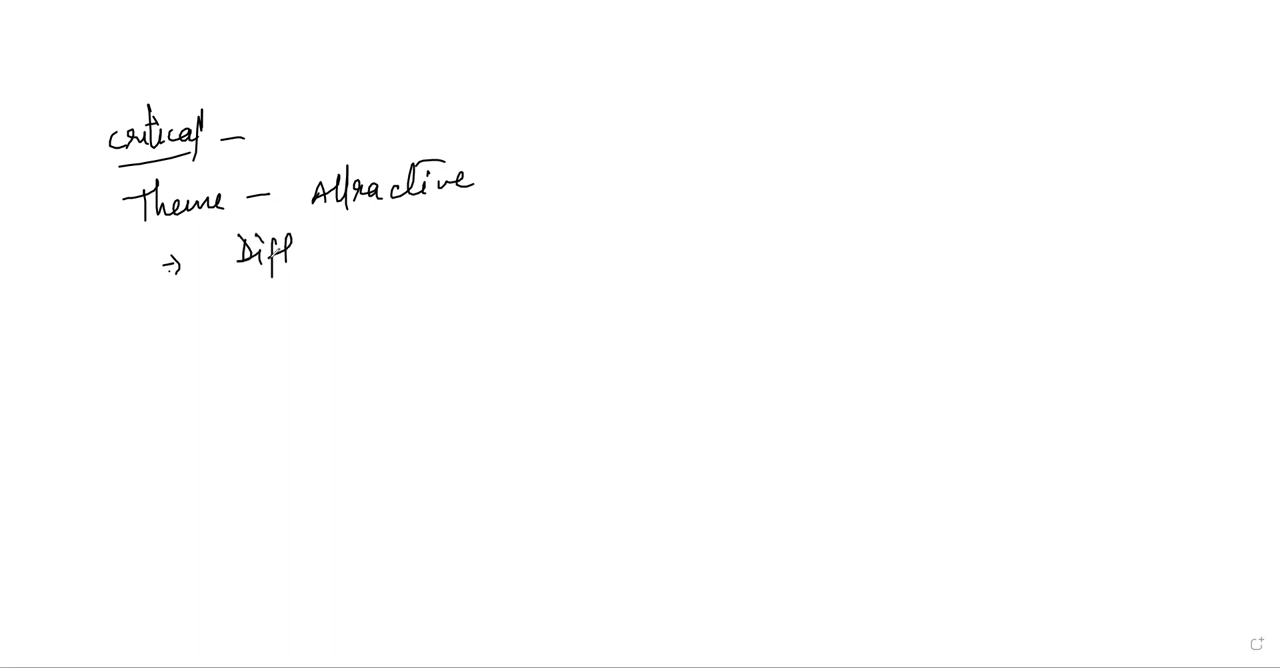 critical -
Theme - Attractive
⇒ Diff